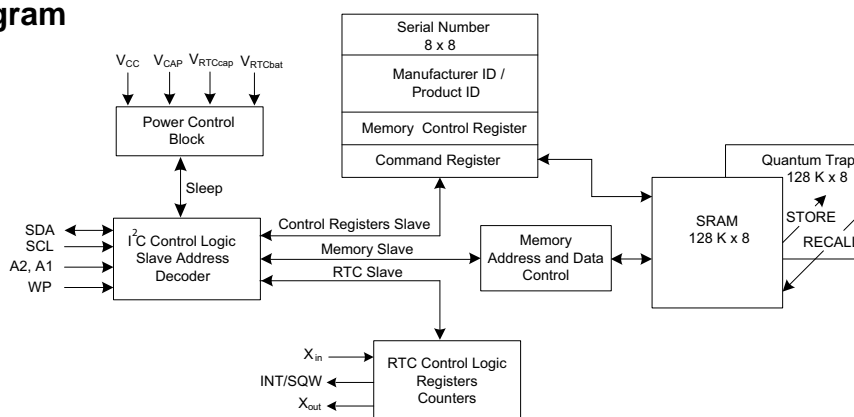 gram
Serial Number
8 x 8
Manufacturer ID /
Product ID
Memory Control Register
Command Register
VCC VCAP VRTCcap VRTCbat
Power Control
Block
Sleep
SDA
SCL
A2, A1
WP
I2C Control Logic
Slave Address
Decoder
Control Registers Slave
Memory Slave
RTC Slave
Memory
Address and Data
Control
Quantum Trap
128 K x 8
SRAM
128 K x 8
STORE
RECALL
Xin
INT/SQW
Xout
RTC Control Logic
Registers
Counters